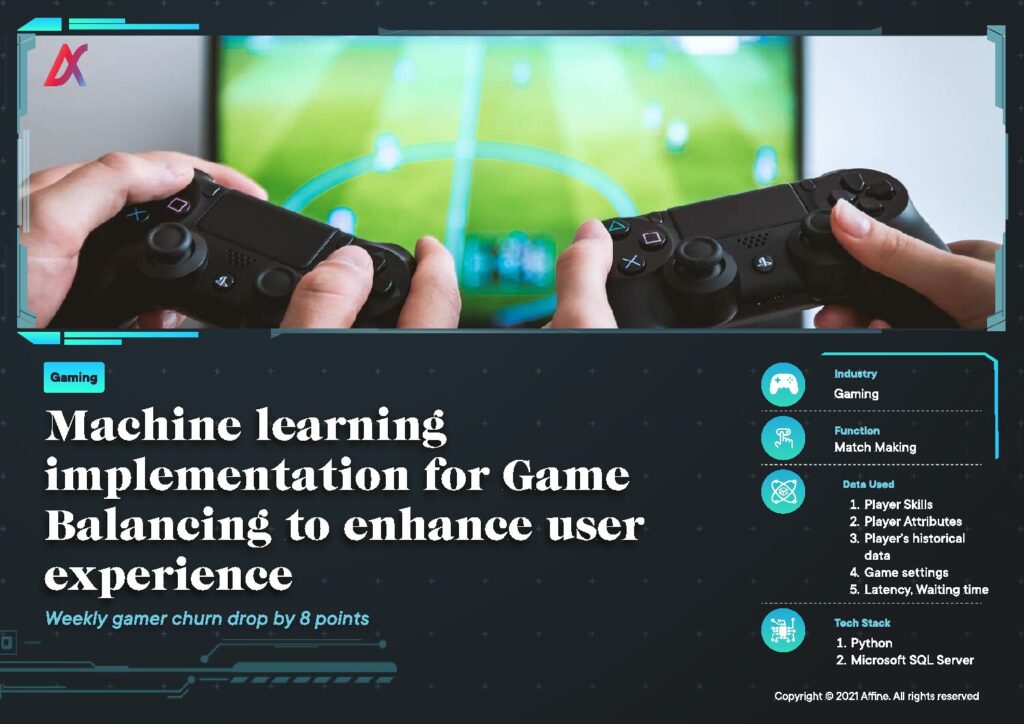 Gaming
Machine learning
implementation for Game
Balancing to enhance user
experience
Weekly gamer churn drop by 8 points
Industry
Gaming
Function
Match Making
Data Used
1. Player Skills
2. Player Attributes
3. Player's historical
data
4. Game settings
5. Latency, Waiting time
Tech Stack
1. Python
2. Microsoft SQL Server
Copyright © 2021 Affine. All rights reserved